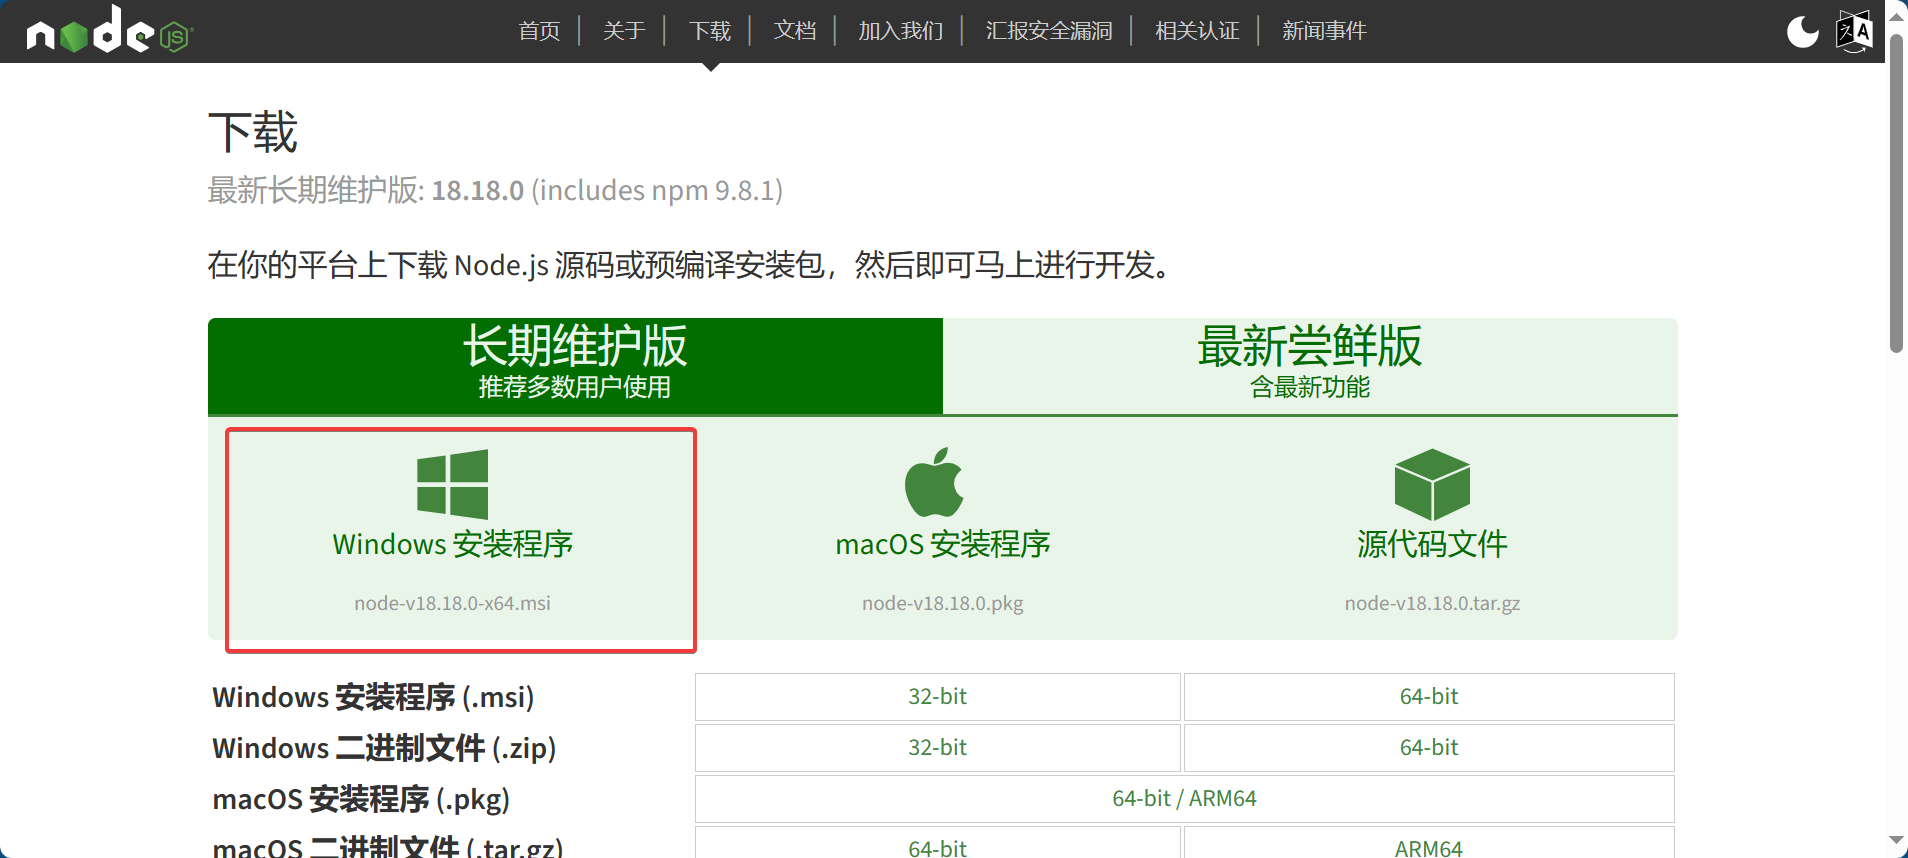 node JS
首页 | 关于 | 下载 | 文档 | 加入我们 | 汇报安全漏洞 | 相关认证 | 新闻事件
下载
最新长期维护版: 18.18.0 (includes npm 9.8.1)
在你的平台上下载 Node.js 源码或预编译安装包，然后即可马上进行开发。
长期维护版
推荐多数用户使用
最新尝鲜版
含最新功能
Windows 安装程序
node-v18.18.0-x64.msi
macOS 安装程序
node-v18.18.0.pkg
源代码文件
node-v18.18.0.tar.gz
Windows 安装程序 (.msi) 32-bit 64-bit
Windows 二进制文件 (.zip) 32-bit 64-bit
macOS 安装程序 (.pkg) 64-bit / ARM64
macOS 二进制文件 (.tar.gz) 64-bit ARM64